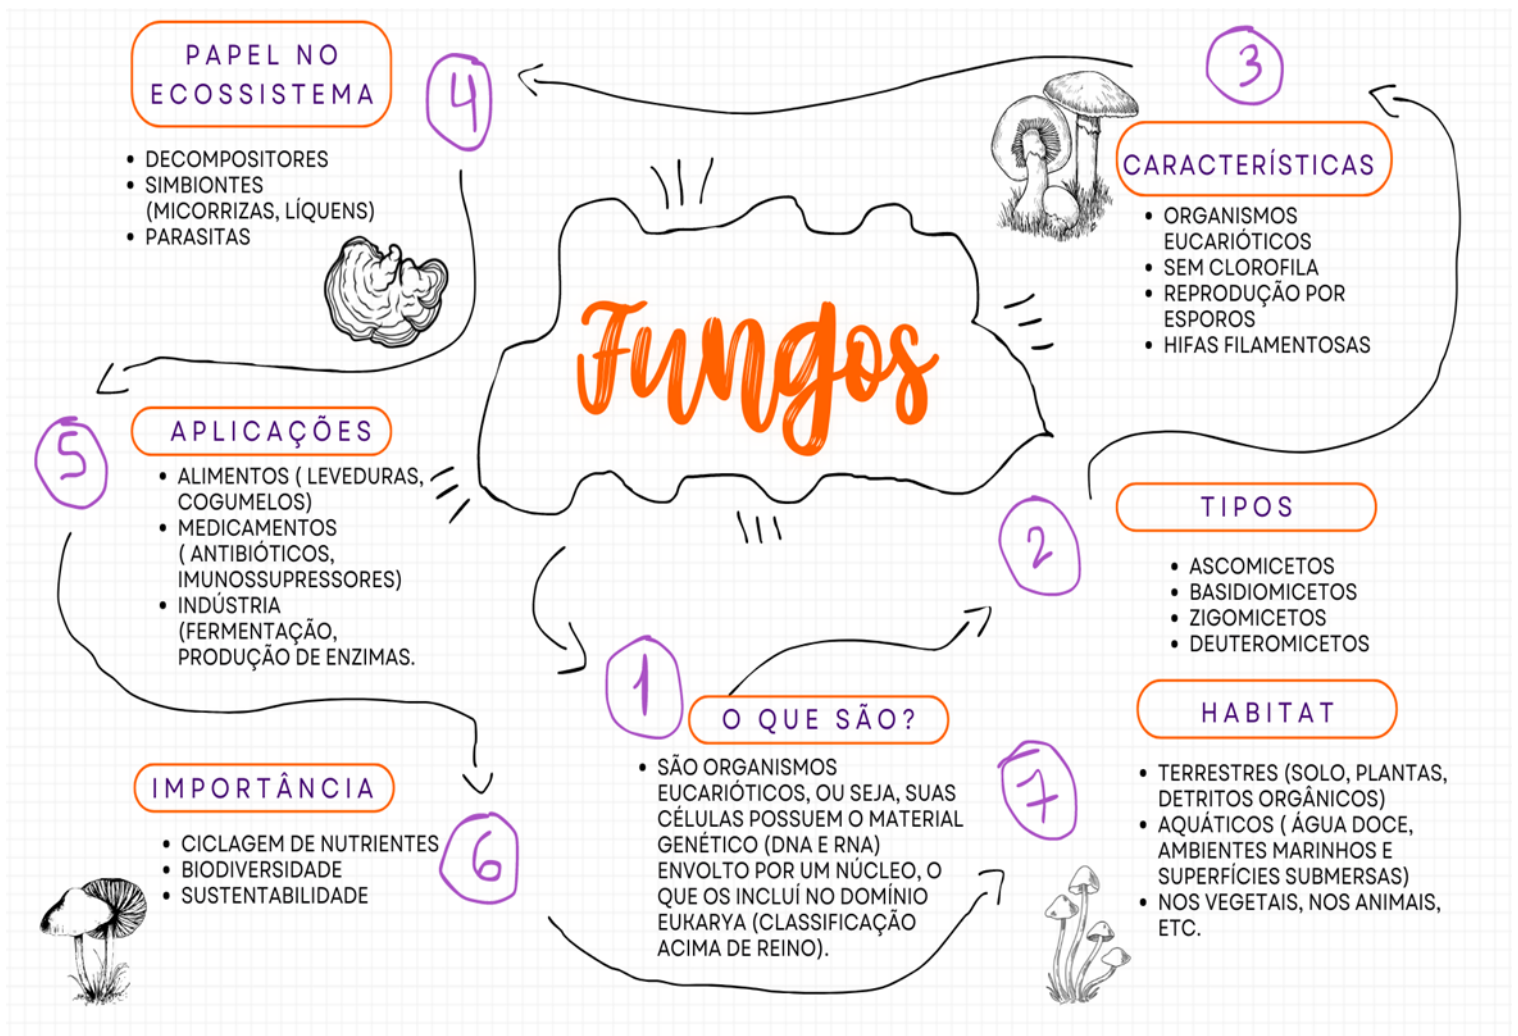 Fungos
1
O QUE SÃO?
• SÃO ORGANISMOS
EUCARIÓTICOS, OU SEJA, SUAS
CÉLULAS POSSUEM O MATERIAL
GENÉTICO (DNA E RNA)
ENVOLTO POR UM NÚCLEO, O
QUE OS INCLUÍ NO DOMÍNIO
EUKARYA (CLASSIFICAÇÃO
ACIMA DE REINO).
2
TIPOS
• ASCOMICETOS
• BASIDIOMICETOS
• ZIGOMICETOS
• DEUTEROMICETOS
3
CARACTERÍSTICAS
• ORGANISMOS
EUCARIÓTICOS
• SEM CLOROFILA
• REPRODUÇÃO POR
ESPOROS
• HIFAS FILAMENTOSAS
4
PAPEL NO
ECOSSISTEMA
• DECOMPOSITORES
• SIMBIONTES
(MICORRIZAS, LÍQUENS)
• PARASITAS
5
APLICAÇÕES
• ALIMENTOS ( LEVEDURAS,
COGUMELOS)
• MEDICAMENTOS
( ANTIBIÓTICOS,
IMUNOSSUPRESSORES)
• INDÚSTRIA
(FERMENTAÇÃO,
PRODUÇÃO DE ENZIMAS.
6
IMPORTÂNCIA
• CICLAGEM DE NUTRIENTES
• BIODIVERSIDADE
• SUSTENTABILIDADE
7
HABITAT
• TERRESTRES (SOLO, PLANTAS,
DETRITOS ORGÂNICOS)
• AQUÁTICOS ( ÁGUA DOCE,
AMBIENTES MARINHOS E
SUPERFÍCIES SUBMERSAS)
• NOS VEGETAIS, NOS ANIMAIS,
ETC.